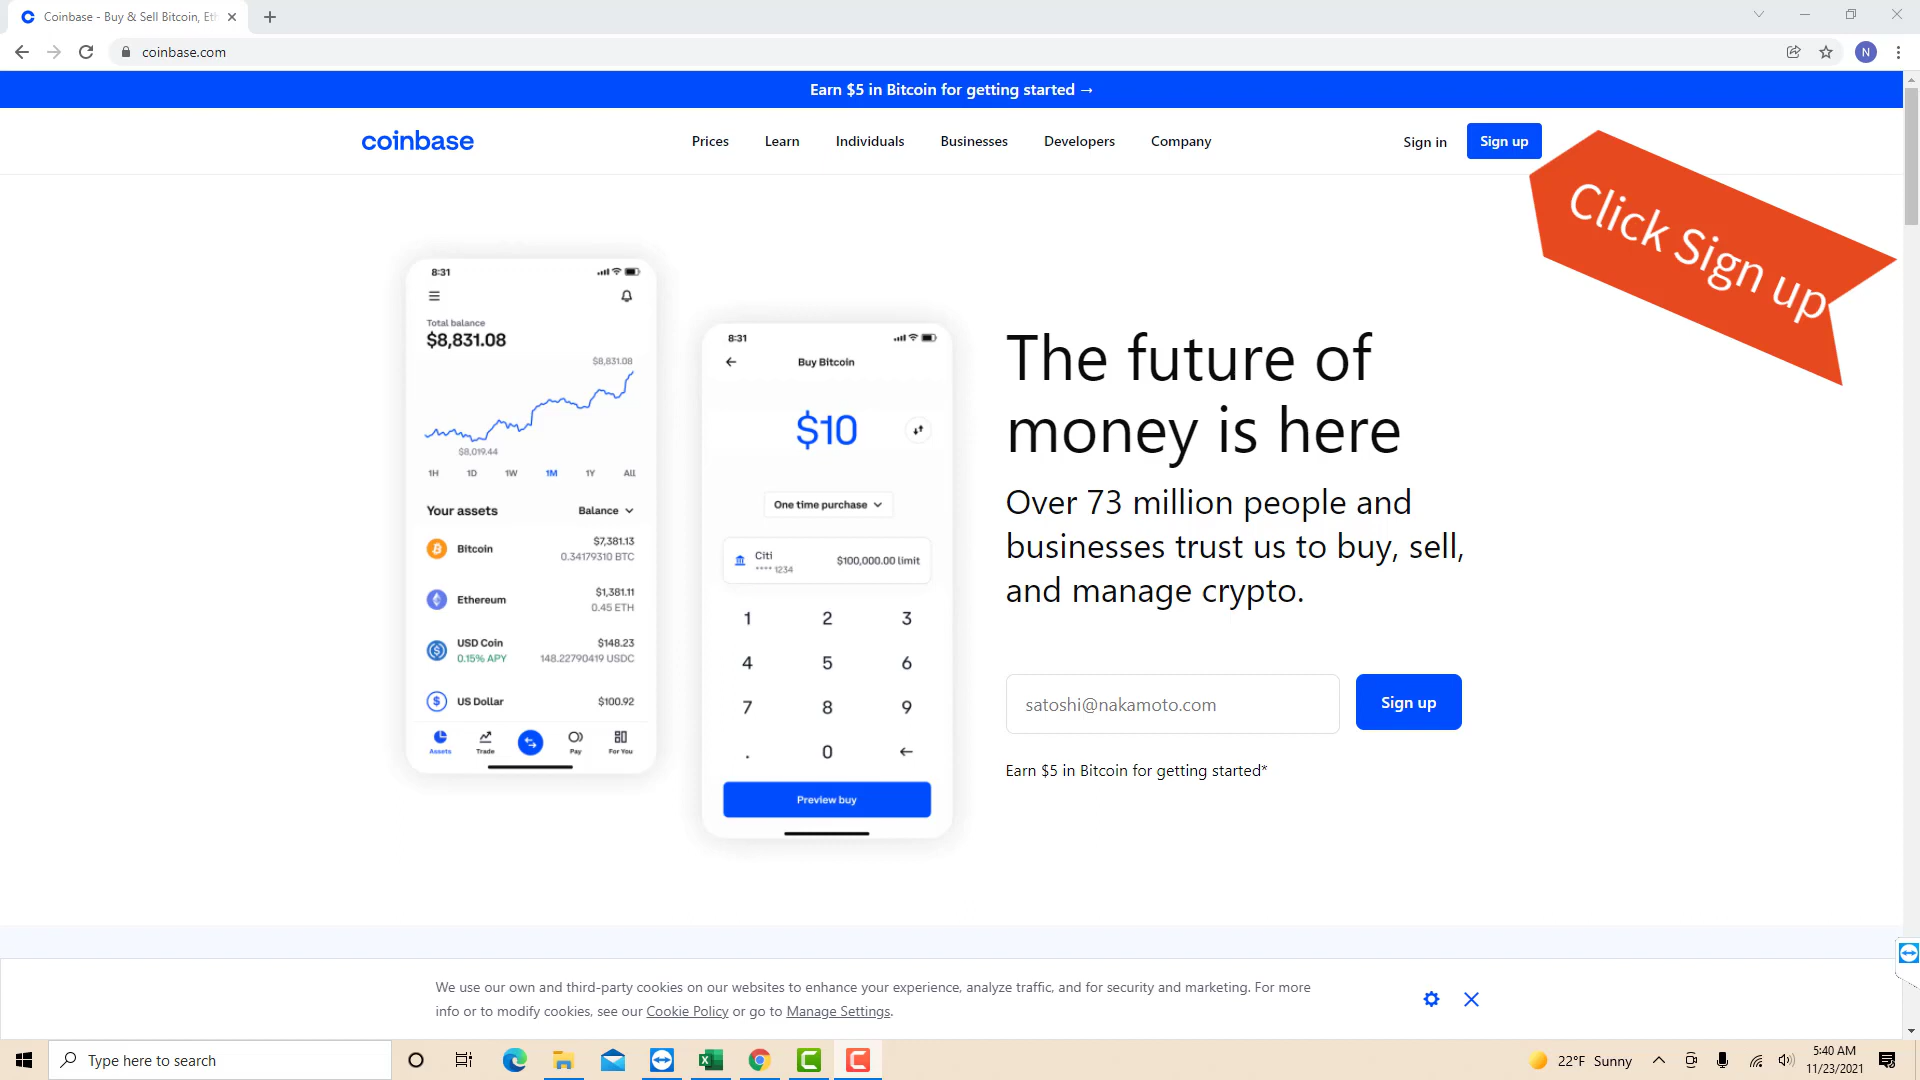 Coinbase - Buy & Sell Bitcoin, Eth
coinbase.com
N
Earn $5 in Bitcoin for getting started →
coinbase
Prices
Learn
Individuals
Businesses
Developers
Company
Sign in
Sign up
Click Sign up
8:31
Total balance
$8,831.08
$8,831.08
$8,019.44
1H 1D 1W 1M 1Y All
Your assets Balance
Bitcoin $7,381.13
0.34179310 BTC
Ethereum $1,381.11
0.45 ETH
USD Coin $148.23
0.15% APY 148.22790419 USDC
US Dollar $100.92
Assets Trade Pay For You
8:31
Buy Bitcoin
$10
One time purchase
Citi $100,000.00 limit
**** 1234
1 2 3
4 5 6
7 8 9
. 0 ←
Preview buy
The future of
money is here
Over 73 million people and
businesses trust us to buy, sell,
and manage crypto.
satoshi@nakamoto.com
Sign up
Earn $5 in Bitcoin for getting started*
We use our own and third-party cookies on our websites to enhance your experience, analyze traffic, and for security and marketing. For more
info or to modify cookies, see our Cookie Policy or go to Manage Settings.
Type here to search
22°F Sunny
5:40 AM
11/23/2021